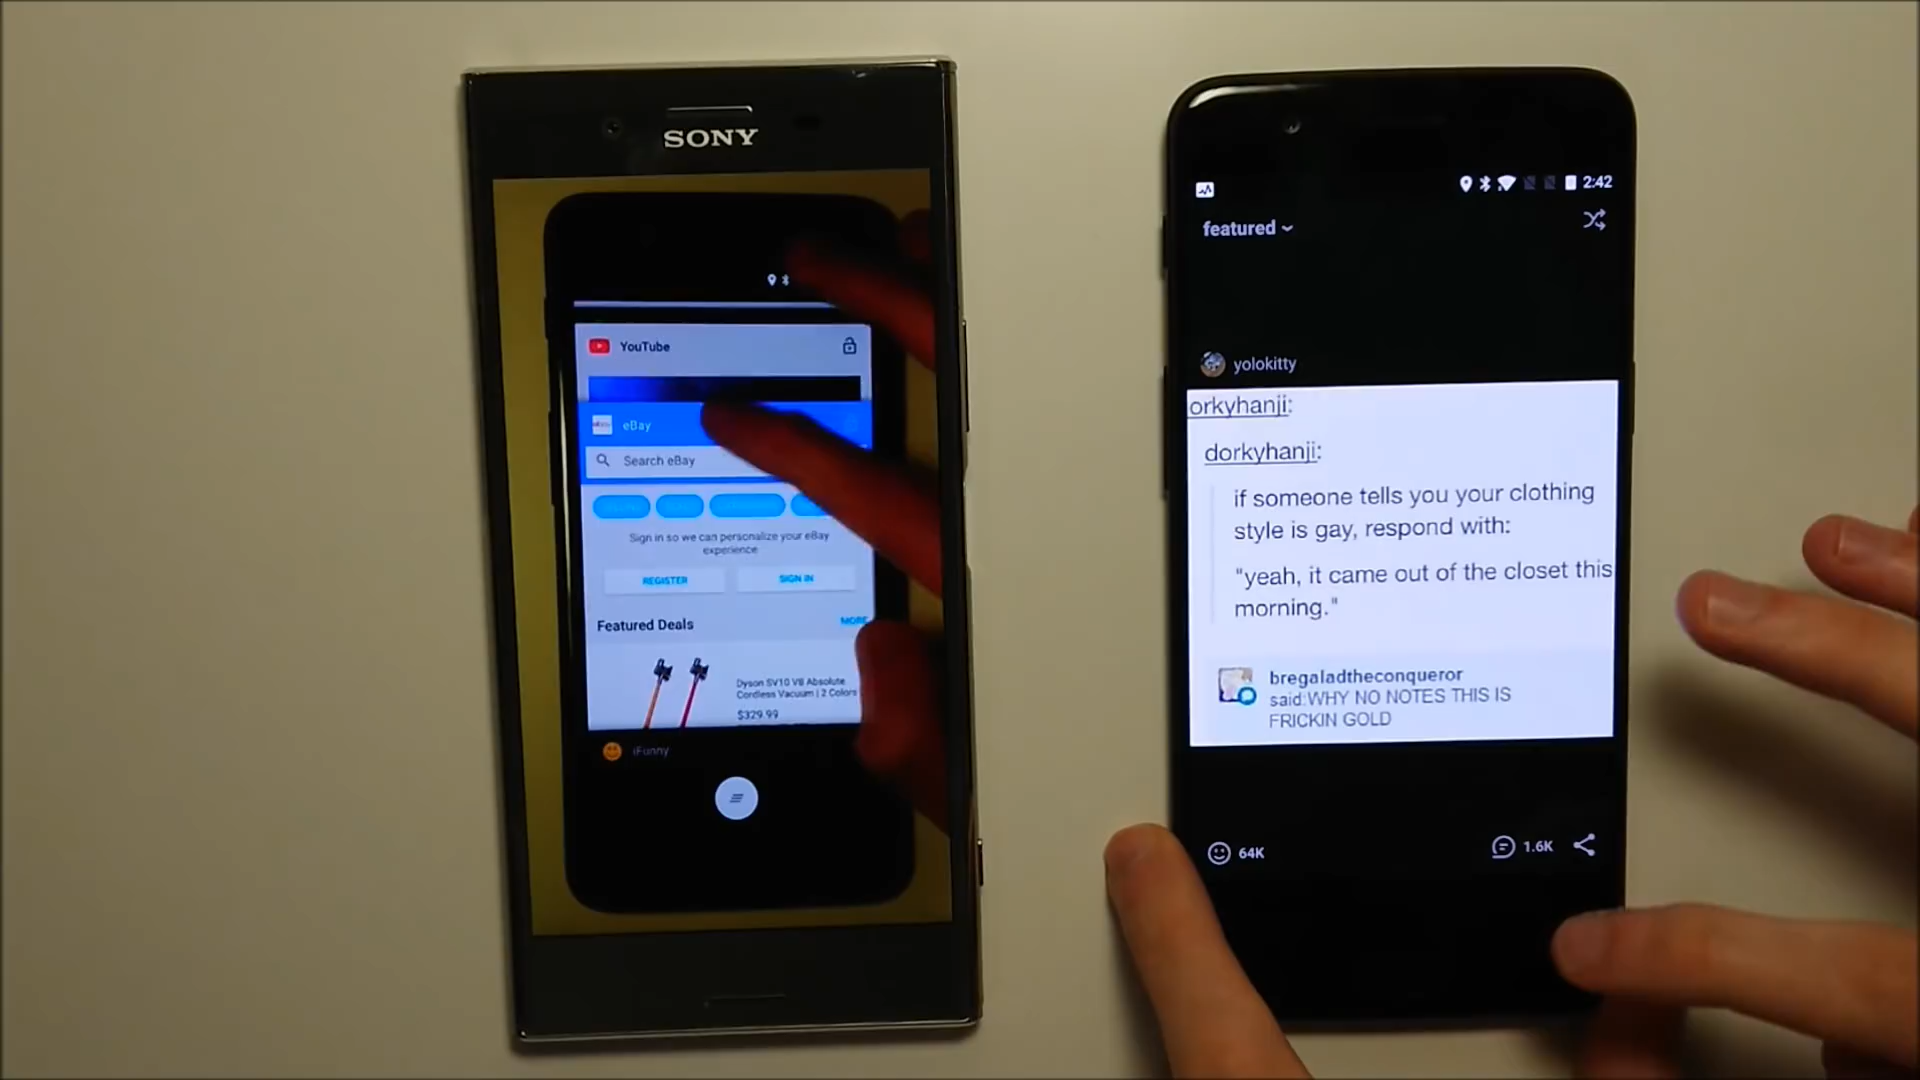 SONY
YouTube
eBay
Search eBay
Sign in so we can personalize your eBay
experience
REGISTER
SIGN IN
Featured Deals
MORE
Dyson SV10 V8 Absolute
Cordless Vacuum | 2 Colors
$329.99
iFunny
2:42
featured
yolokitty
orkyhanji:
dorkyhanji:
if someone tells you your clothing
style is gay, respond with:
"yeah, it came out of the closet this
morning."
bregaladtheconqueror
said:WHY NO NOTES THIS IS
FRICKIN GOLD
64K
1.6K